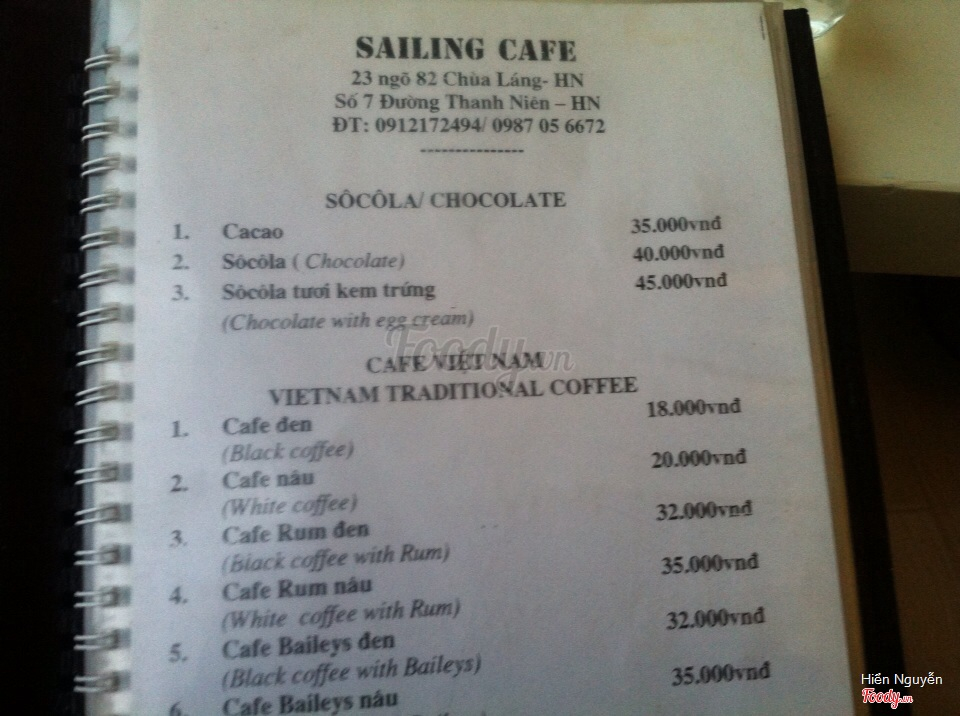 SAILING CAFE
23 ngõ 82 Chùa Láng- HN
Số 7 Đường Thanh Niên – HN
ĐT: 0912172494/ 0987 05 6672
---------------
SÔCÔLA/ CHOCOLATE
1. Cacao 35.000vnđ
2. Sôcôla ( Chocolate) 40.000vnđ
3. Sôcôla tươi kem trứng 45.000vnđ
(Chocolate with egg cream)
Foody.vn
CAFE VIỆT NAM
VIETNAM TRADITIONAL COFFEE
1. Cafe đen 18.000vnđ
(Black coffee)
2. Cafe nâu 20.000vnđ
(White coffee)
3. Cafe Rum đen 32.000vnđ
(Black coffee with Rum)
4. Cafe Rum nâu 35.000vnđ
(White coffee with Rum)
5. Cafe Baileys đen 32.000vnđ
(Black coffee with Baileys)
6. Cafe Baileys nâu 35.000vnđ
Hiển Nguyễn
Foody.vn